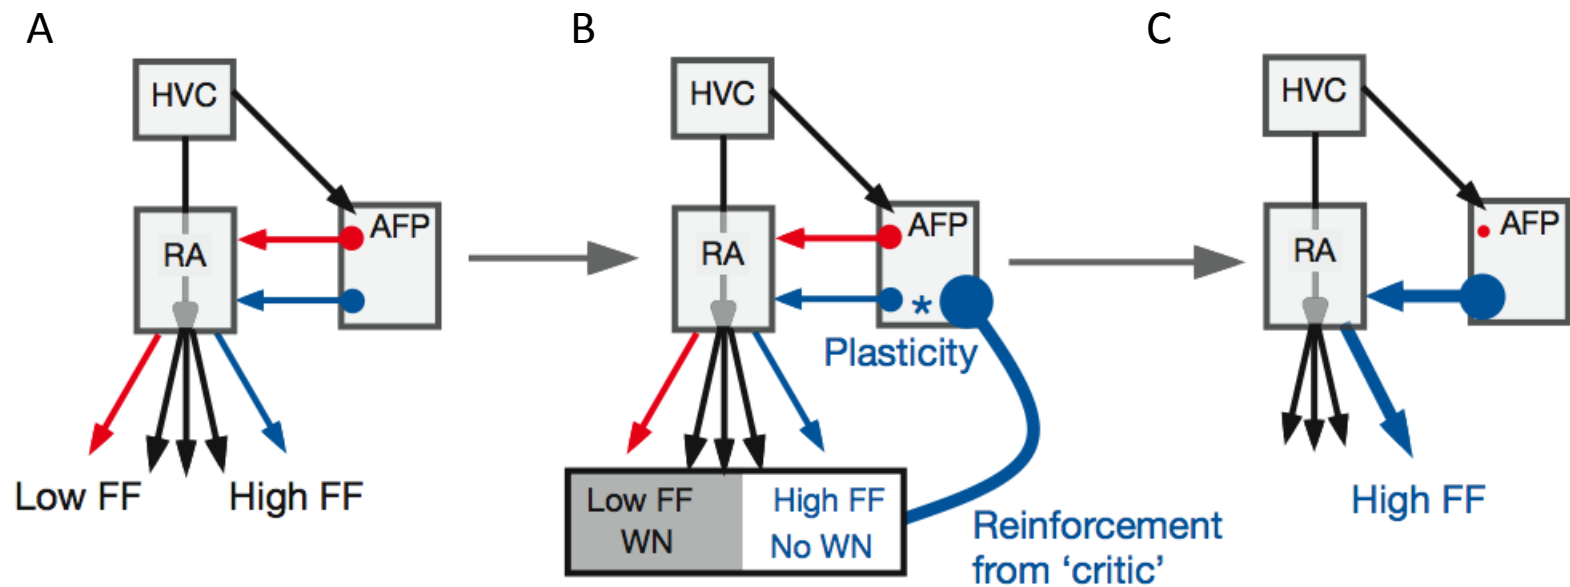 A
B
C
HVC
RA
AFP
Low FF
High FF
HVC
RA
AFP
*
Plasticity
Low FF
WN
High FF
No WN
Reinforcement
from ‘critic’
HVC
RA
AFP
High FF